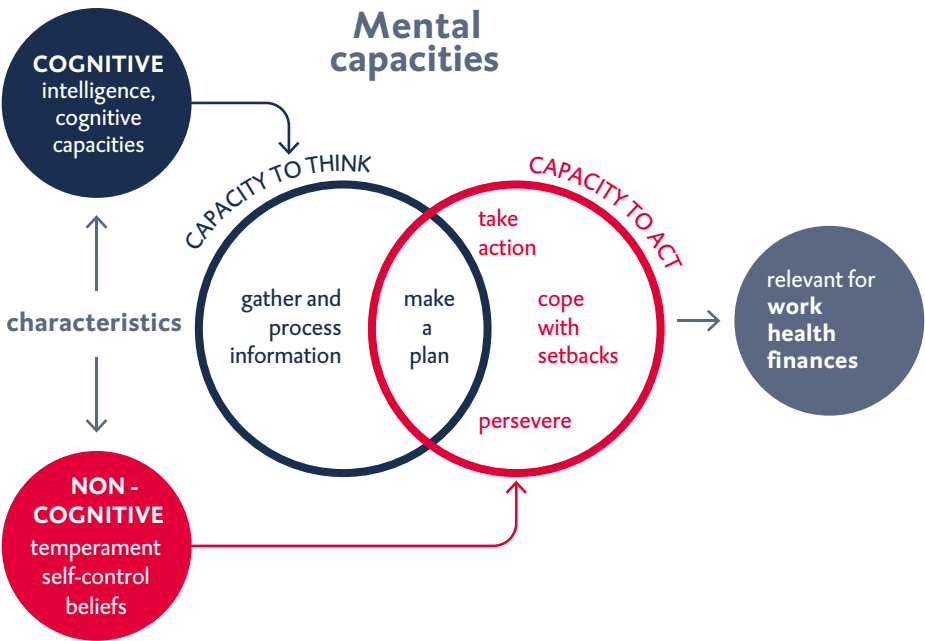 Mental
capacities
COGNITIVE
intelligence,
cognitive
capacities
characteristics
NON -
COGNITIVE
temperament
self-control
beliefs
CAPACITY TO THINK
gather and
process
information
make
a
plan
CAPACITY TO ACT
take
action
cope
with
setbacks
persevere
relevant for
work
health
finances